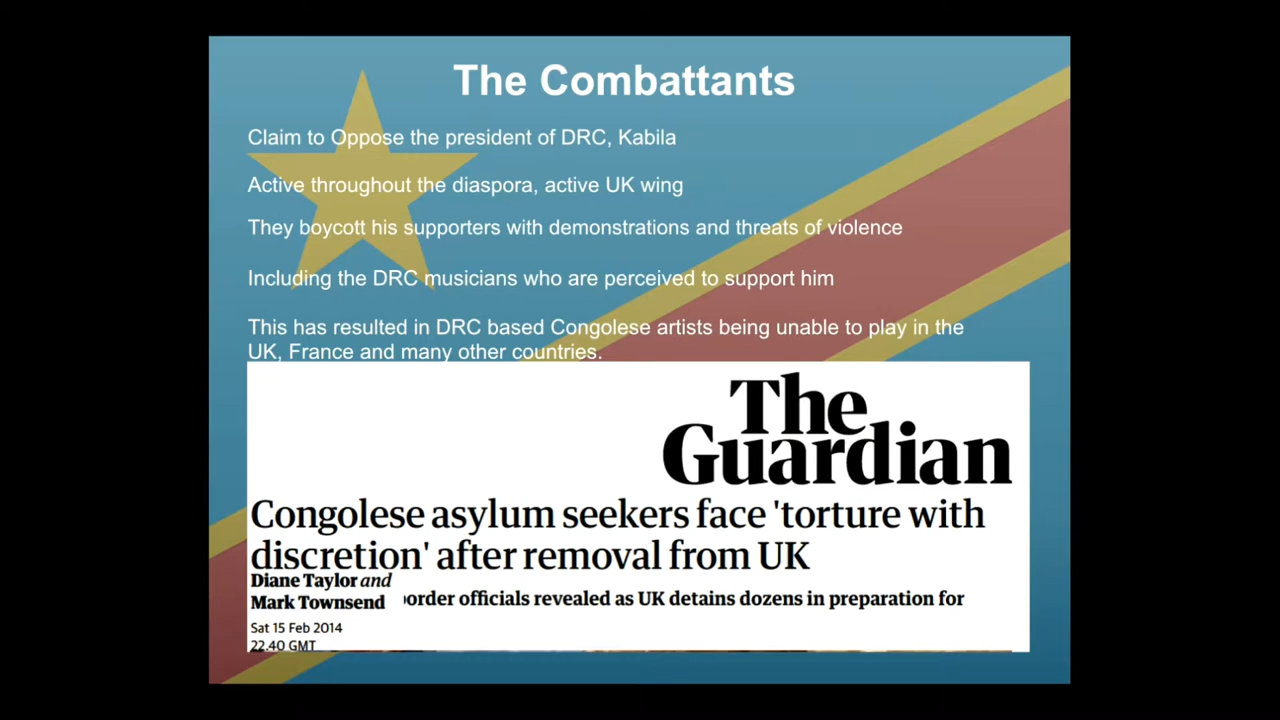 The Combattants
Claim to Oppose the president of DRC, Kabila
Active throughout the diaspora, active UK wing
They boycott his supporters with demonstrations and threats of violence
Including the DRC musicians who are perceived to support him
This has resulted in DRC based Congolese artists being unable to play in the
UK, France and many other countries.
The
Guardian
Congolese asylum seekers face 'torture with
discretion' after removal from UK
Diane Taylor and
Mark Townsend
officials revealed as UK detains dozens in preparation for
Sat 15 Feb 2014
22.40 GMT